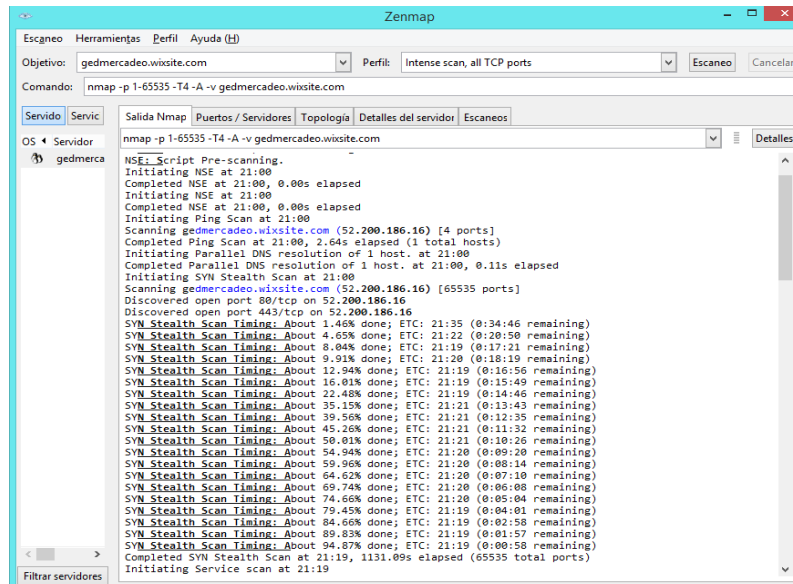 Zenmap
Escaneo Herramientas Perfil Ayuda (H)
Objetivo: gedmercadeo.wixsite.com Perfil: Intense scan, all TCP ports Escaneo Cancelar
Comando: nmap -p 1-65535 -T4 -A -v gedmercadeo.wixsite.com
Servido Servic Salida Nmap Puertos / Servidores Topología Detalles del servidor Escaneos
OS Servidor nmap -p 1-65535 -T4 -A -v gedmercadeo.wixsite.com Detalles
gedmerca
NSE: Script Pre-scanning.
Initiating NSE at 21:00
Completed NSE at 21:00, 0.00s elapsed
Initiating NSE at 21:00
Completed NSE at 21:00, 0.00s elapsed
Initiating Ping Scan at 21:00
Scanning gedmercadeo.wixsite.com (52.200.186.16) [4 ports]
Completed Ping Scan at 21:00, 2.64s elapsed (1 total hosts)
Initiating Parallel DNS resolution of 1 host. at 21:00
Completed Parallel DNS resolution of 1 host. at 21:00, 0.11s elapsed
Initiating SYN Stealth Scan at 21:00
Scanning gedmercadeo.wixsite.com (52.200.186.16) [65535 ports]
Discovered open port 80/tcp on 52.200.186.16
Discovered open port 443/tcp on 52.200.186.16
SYN Stealth Scan Timing: About 1.46% done; ETC: 21:35 (0:34:46 remaining)
SYN Stealth Scan Timing: About 4.65% done; ETC: 21:22 (0:20:50 remaining)
SYN Stealth Scan Timing: About 8.04% done; ETC: 21:19 (0:17:21 remaining)
SYN Stealth Scan Timing: About 9.91% done; ETC: 21:20 (0:18:19 remaining)
SYN Stealth Scan Timing: About 12.94% done; ETC: 21:19 (0:16:56 remaining)
SYN Stealth Scan Timing: About 16.01% done; ETC: 21:19 (0:15:49 remaining)
SYN Stealth Scan Timing: About 22.48% done; ETC: 21:19 (0:14:46 remaining)
SYN Stealth Scan Timing: About 35.15% done; ETC: 21:21 (0:13:43 remaining)
SYN Stealth Scan Timing: About 39.56% done; ETC: 21:21 (0:12:35 remaining)
SYN Stealth Scan Timing: About 45.26% done; ETC: 21:21 (0:11:32 remaining)
SYN Stealth Scan Timing: About 50.01% done; ETC: 21:21 (0:10:26 remaining)
SYN Stealth Scan Timing: About 54.94% done; ETC: 21:20 (0:09:20 remaining)
SYN Stealth Scan Timing: About 59.96% done; ETC: 21:20 (0:08:14 remaining)
SYN Stealth Scan Timing: About 64.62% done; ETC: 21:20 (0:07:10 remaining)
SYN Stealth Scan Timing: About 69.74% done; ETC: 21:20 (0:06:08 remaining)
SYN Stealth Scan Timing: About 74.66% done; ETC: 21:20 (0:05:04 remaining)
SYN Stealth Scan Timing: About 79.45% done; ETC: 21:19 (0:04:01 remaining)
SYN Stealth Scan Timing: About 84.66% done; ETC: 21:19 (0:02:58 remaining)
SYN Stealth Scan Timing: About 89.83% done; ETC: 21:19 (0:01:57 remaining)
SYN Stealth Scan Timing: About 94.87% done; ETC: 21:19 (0:00:58 remaining)
Completed SYN Stealth Scan at 21:19, 1131.09s elapsed (65535 total ports)
Initiating Service scan at 21:19
Filtrar servidores